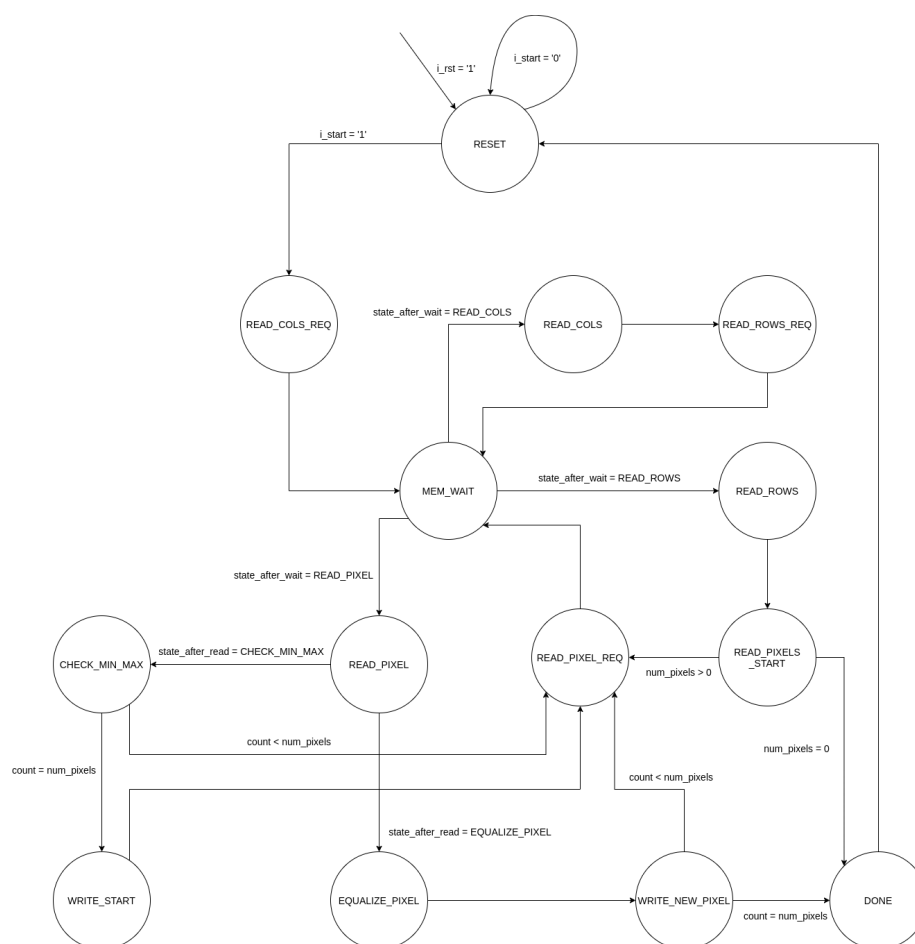 i_start = '0'
i_rst = '1'
i_start = '1'
RESET
state_after_wait = READ_COLS
READ_COLS_REQ
READ_COLS
READ_ROWS_REQ
state_after_wait = READ_ROWS
MEM_WAIT
READ_ROWS
state_after_wait = READ_PIXEL
state_after_read = CHECK_MIN_MAX
CHECK_MIN_MAX
READ_PIXEL
READ_PIXEL_REQ
READ_PIXELS
_START
num_pixels > 0
count < num_pixels
num_pixels = 0
count = num_pixels
count < num_pixels
state_after_read = EQUALIZE_PIXEL
WRITE_START
EQUALIZE_PIXEL
WRITE_NEW_PIXEL
DONE
count = num_pixels